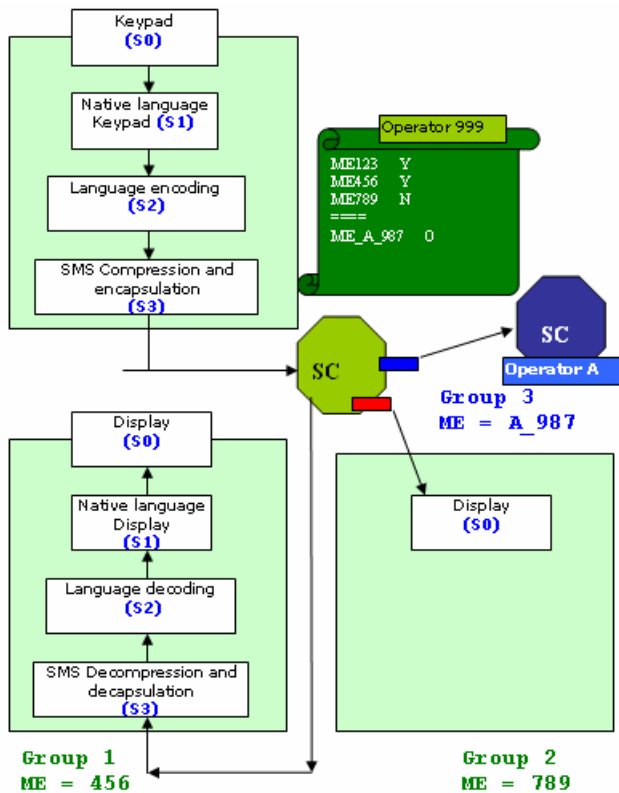 Keypad
(S0)
Native language
Keypad (S1)
Language encoding
(S2)
SMS Compression and
encapsulation
(S3)
Operator 999
ME123 Y
ME456 Y
ME789 N
====
ME_A_987 O
SC
SC
Operator A
Group 3
ME = A_987
Display
(S0)
Native language
Display
(S1)
Language decoding
(S2)
SMS Decompression and
decapsulation
(S3)
Group 1
ME = 456
Display
(S0)
Group 2
ME = 789